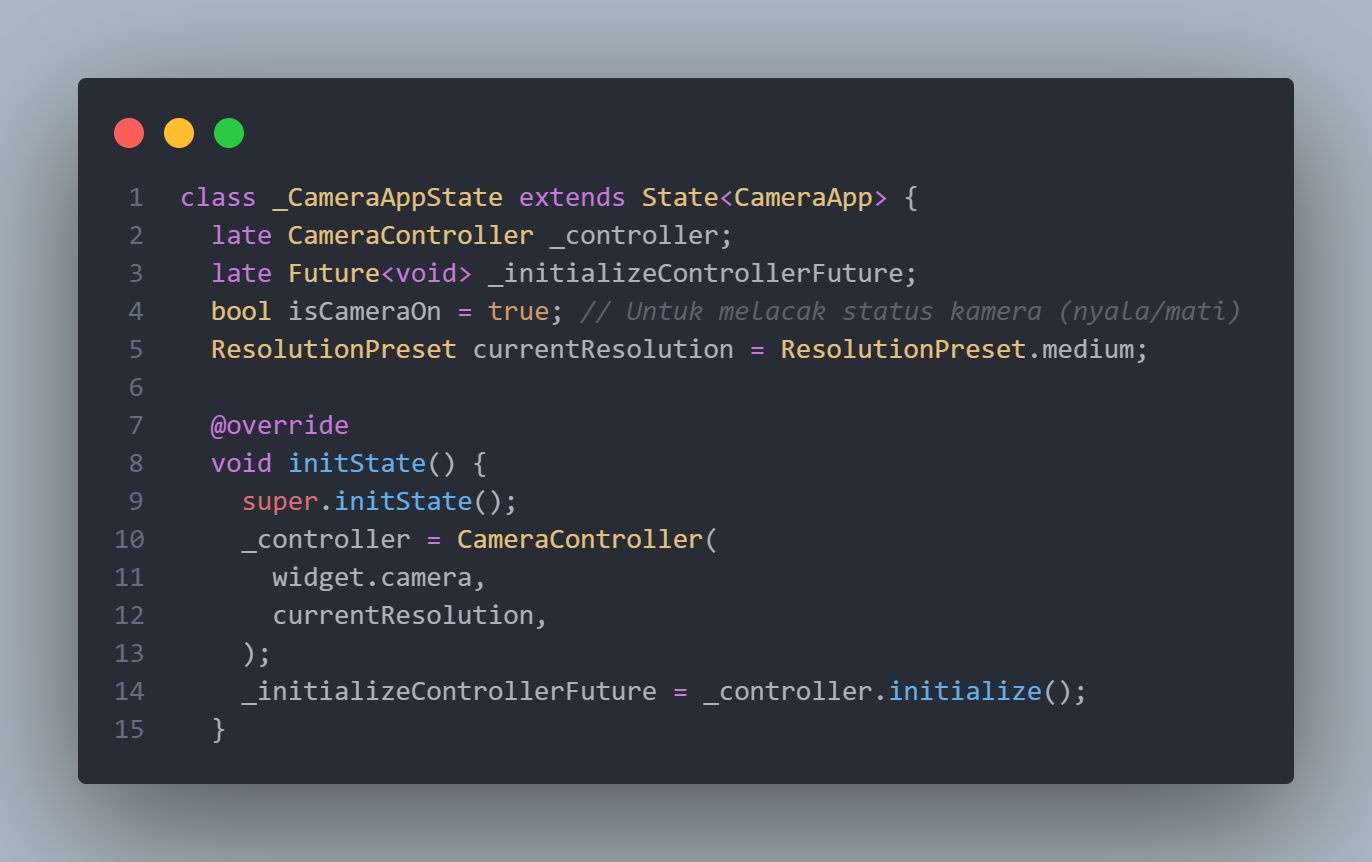 1 class _CameraAppState extends State<CameraApp> {
2   late CameraController _controller;
3   late Future<void> _initializeControllerFuture;
4   bool isCameraOn = true; // Untuk melacak status kamera (nyala/mati)
5   ResolutionPreset currentResolution = ResolutionPreset.medium;
6
7   @override
8   void initState() {
9     super.initState();
10     _controller = CameraController(
11       widget.camera,
12       currentResolution,
13     );
14     _initializeControllerFuture = _controller.initialize();
15   }